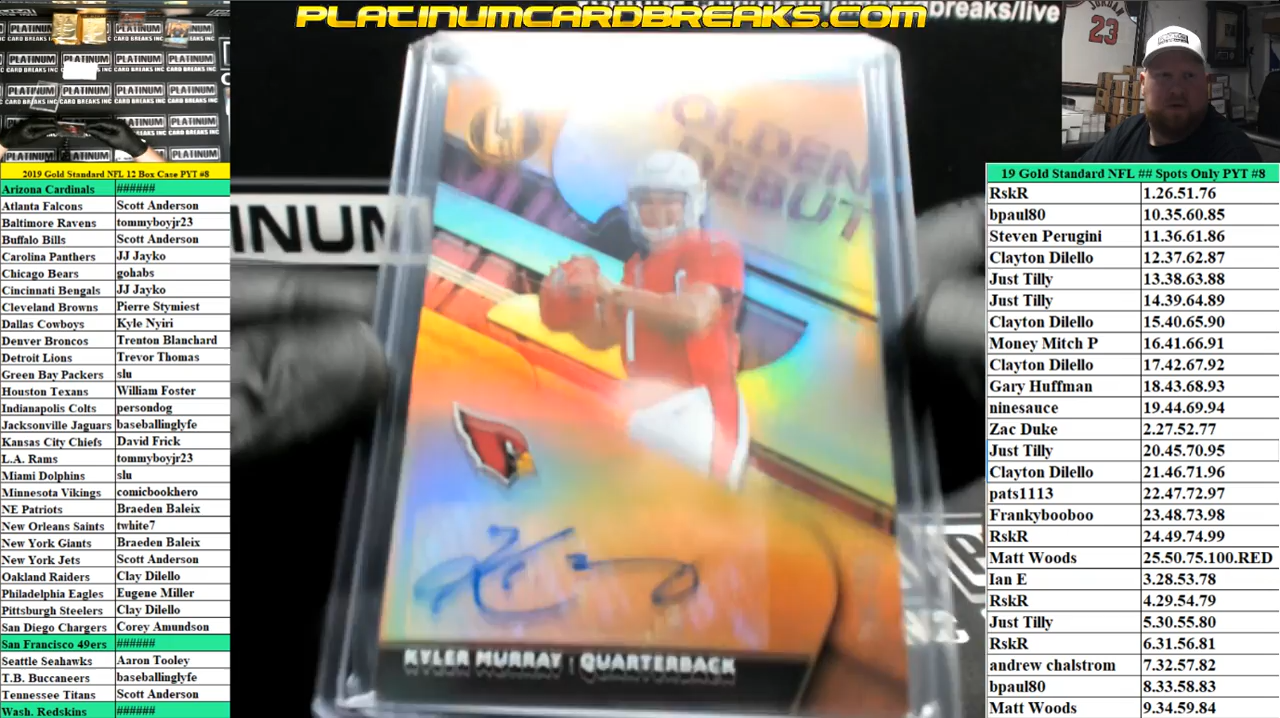 PLATINUMCARDBREAKS.COM
breaks/live
PLATINUM
CARD BREAKS INC
JORDAN
23
INUM
GOLDEN
DEBUT
KYLER MURRAY | QUARTERBACK
2019 Gold Standard NFL 12 Box Case PYT #8
Arizona Cardinals ######
Atlanta Falcons Scott Anderson
Baltimore Ravens tommyboyjr23
Buffalo Bills Scott Anderson
Carolina Panthers JJ Jayko
Chicago Bears gohabs
Cincinnati Bengals JJ Jayko
Cleveland Browns Pierre Stymiest
Dallas Cowboys Kyle Nyiri
Denver Broncos Trenton Blanchard
Detroit Lions Trevor Thomas
Green Bay Packers slu
Houston Texans William Foster
Indianapolis Colts persondog
Jacksonville Jaguars baseballinglyfe
Kansas City Chiefs David Frick
L.A. Rams tommyboyjr23
Miami Dolphins slu
Minnesota Vikings comicbookhero
NE Patriots Braeden Baleix
New Orleans Saints twhite7
New York Giants Braeden Baleix
New York Jets Scott Anderson
Oakland Raiders Clay Dilello
Philadelphia Eagles Eugene Miller
Pittsburgh Steelers Clay Dilello
San Diego Chargers Corey Amundson
San Francisco 49ers ######
Seattle Seahawks Aaron Tooley
T.B. Buccaneers baseballinglyfe
Tennessee Titans Scott Anderson
Wash. Redskins ######
19 Gold Standard NFL ## Spots Only PYT #8
RskR 1.26.51.76
bpaul80 10.35.60.85
Steven Perugini 11.36.61.86
Clayton Dilello 12.37.62.87
Just Tilly 13.38.63.88
Just Tilly 14.39.64.89
Clayton Dilello 15.40.65.90
Money Mitch P 16.41.66.91
Clayton Dilello 17.42.67.92
Gary Huffman 18.43.68.93
ninesauce 19.44.69.94
Zac Duke 2.27.52.77
Just Tilly 20.45.70.95
Clayton Dilello 21.46.71.96
pats1113 22.47.72.97
Frankybooboo 23.48.73.98
RskR 24.49.74.99
Matt Woods 25.50.75.100.RED
Ian E 3.28.53.78
RskR 4.29.54.79
Just Tilly 5.30.55.80
RskR 6.31.56.81
andrew chalstrom 7.32.57.82
bpaul80 8.33.58.83
Matt Woods 9.34.59.84